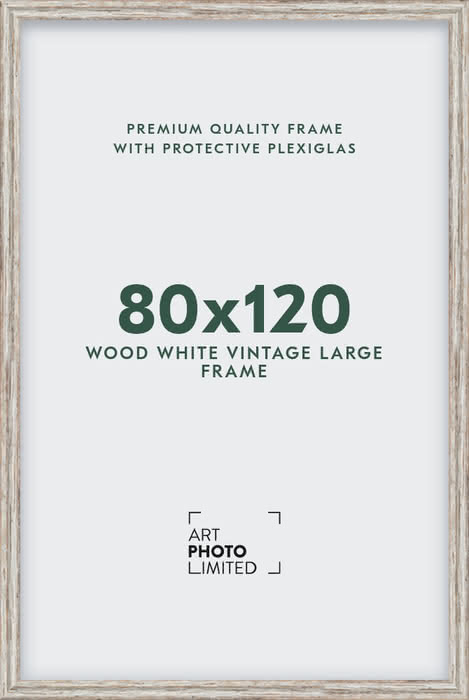 PREMIUM QUALITY FRAME
WITH PROTECTIVE PLEXIGLAS
80x120
WOOD WHITE VINTAGE LARGE
FRAME
ART
PHOTO
LIMITED